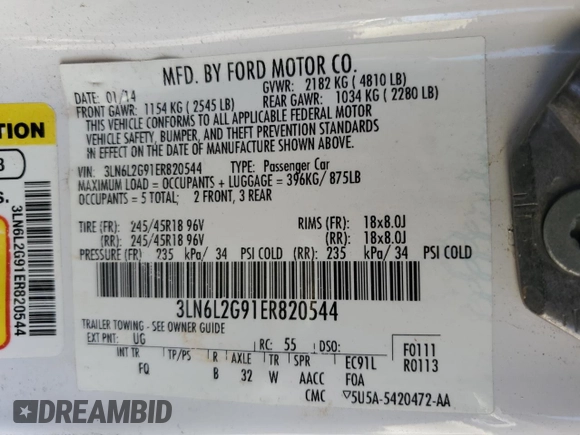 MFD. BY FORD MOTOR CO.
DATE: 01/14 GVWR: 2182 KG (4810 LB)
FRONT GAWR: 1154 KG (2545 LB) REAR GAWR: 1034 KG (2280 LB)
THIS VEHICLE CONFORMS TO ALL APPLICABLE FEDERAL MOTOR
VEHICLE SAFETY, BUMPER, AND THEFT PREVENTION STANDARDS
IN EFFECT ON THE DATE OF MANUFACTURE SHOWN ABOVE.
VIN: 3LN6L2G91ER820544 TYPE: Passenger Car
MAXIMUM LOAD = OCCUPANTS + LUGGAGE = 396KG/ 875LB
OCCUPANTS = 5 TOTAL; 2 FRONT, 3 REAR
TIRE (FR): 245/45R18 96V RIMS (FR): 18x8.0J
(RR): 245/45R18 96V (RR): 18x8.0J
PRESSURE (FR): 235 kPa/ 34 PSI COLD (RR): 235 kPa/ 34 PSI COLD
3LN6L2G91ER820544
TRAILER TOWING - SEE OWNER GUIDE
EXT PNT: UG RC: 55 DSO: F0111
INT TR TP/PS R AXLE TR SPR EC91L R0113
FQ B 32 W AACC FOA
CMC ▽5U5A-5420472-AA
TION
3
S.
3LN6L2G91ER820544
DREAMBID